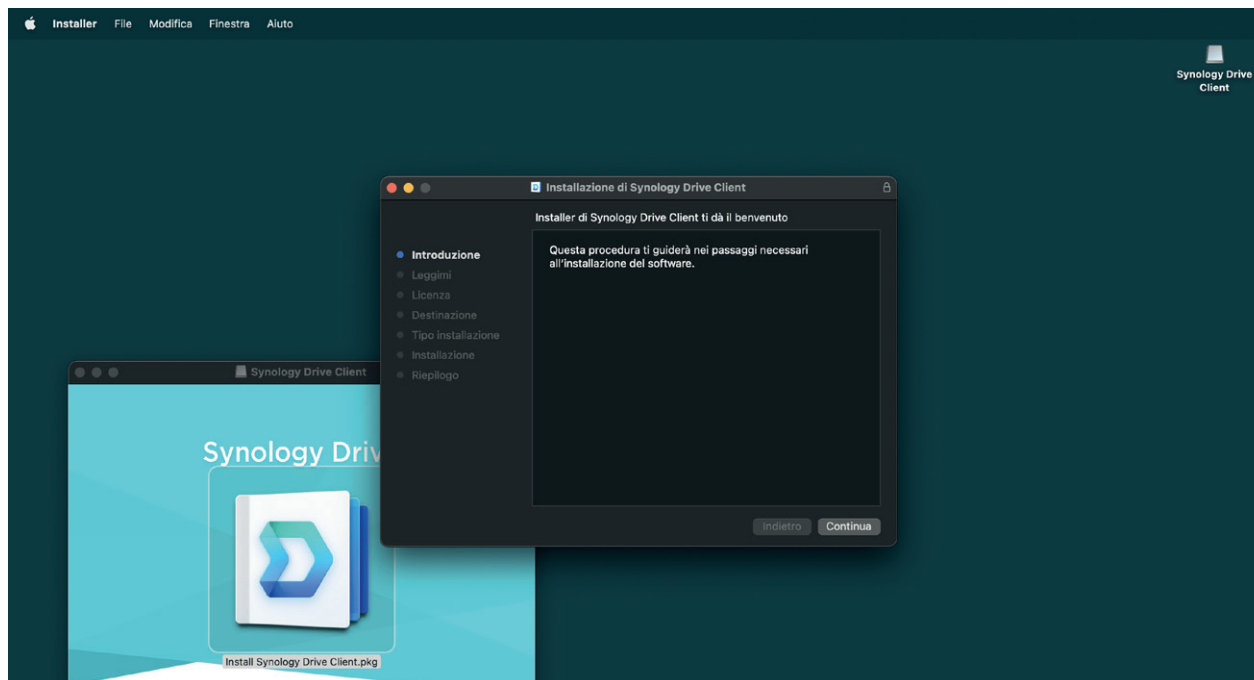 Installer File Modifica Finestra Aiuto
Synology Drive
Client
Installazione di Synology Drive Client
Installer di Synology Drive Client ti dà il benvenuto
Introduzione
Leggimi
Licenza
Destinazione
Tipo installazione
Installazione
Riepilogo
Questa procedura ti guiderà nei passaggi necessari
all'installazione del software.
Indietro Continua
Synology Drive Client
Synology Driv
Install Synology Drive Client.pkg